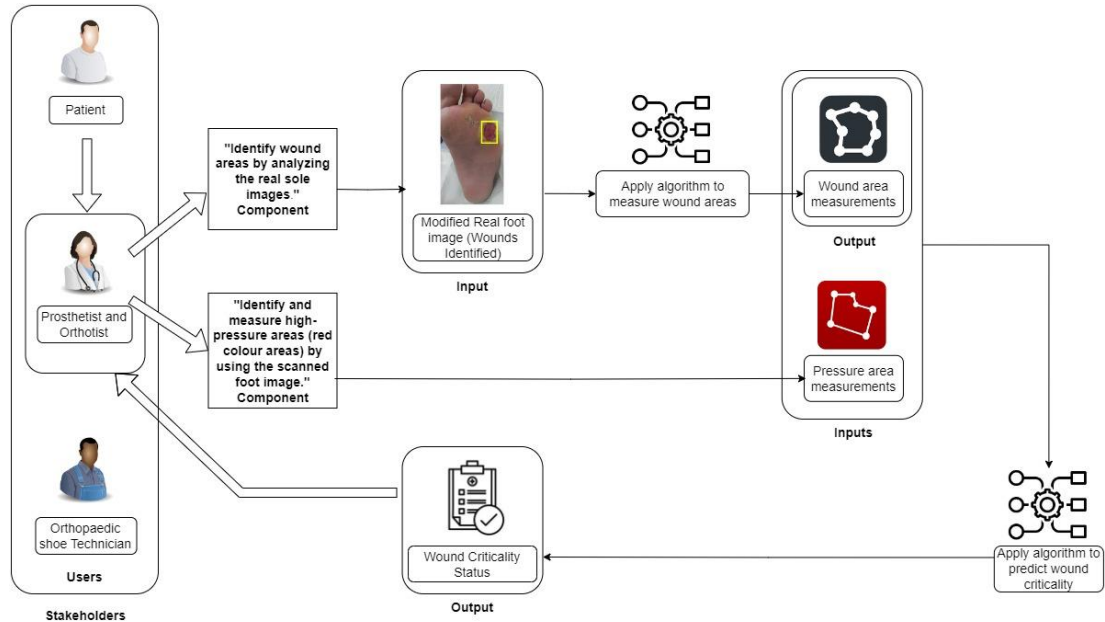 Patient
Prosthetist and
Orthotist
Orthopaedic
shoe Technician
Users
Stakeholders
"Identify wound
areas by analyzing
the real sole
images."
Component
"Identify and
measure high-
pressure areas (red
colour areas) by
using the scanned
foot image."
Component
Modified Real foot
image (Wounds
Identified)
Input
Apply algorithm to
measure wound areas
Wound area
measurements
Output
Pressure area
measurements
Inputs
Apply algorithm to
predict wound
criticality
Wound Criticality
Status
Output